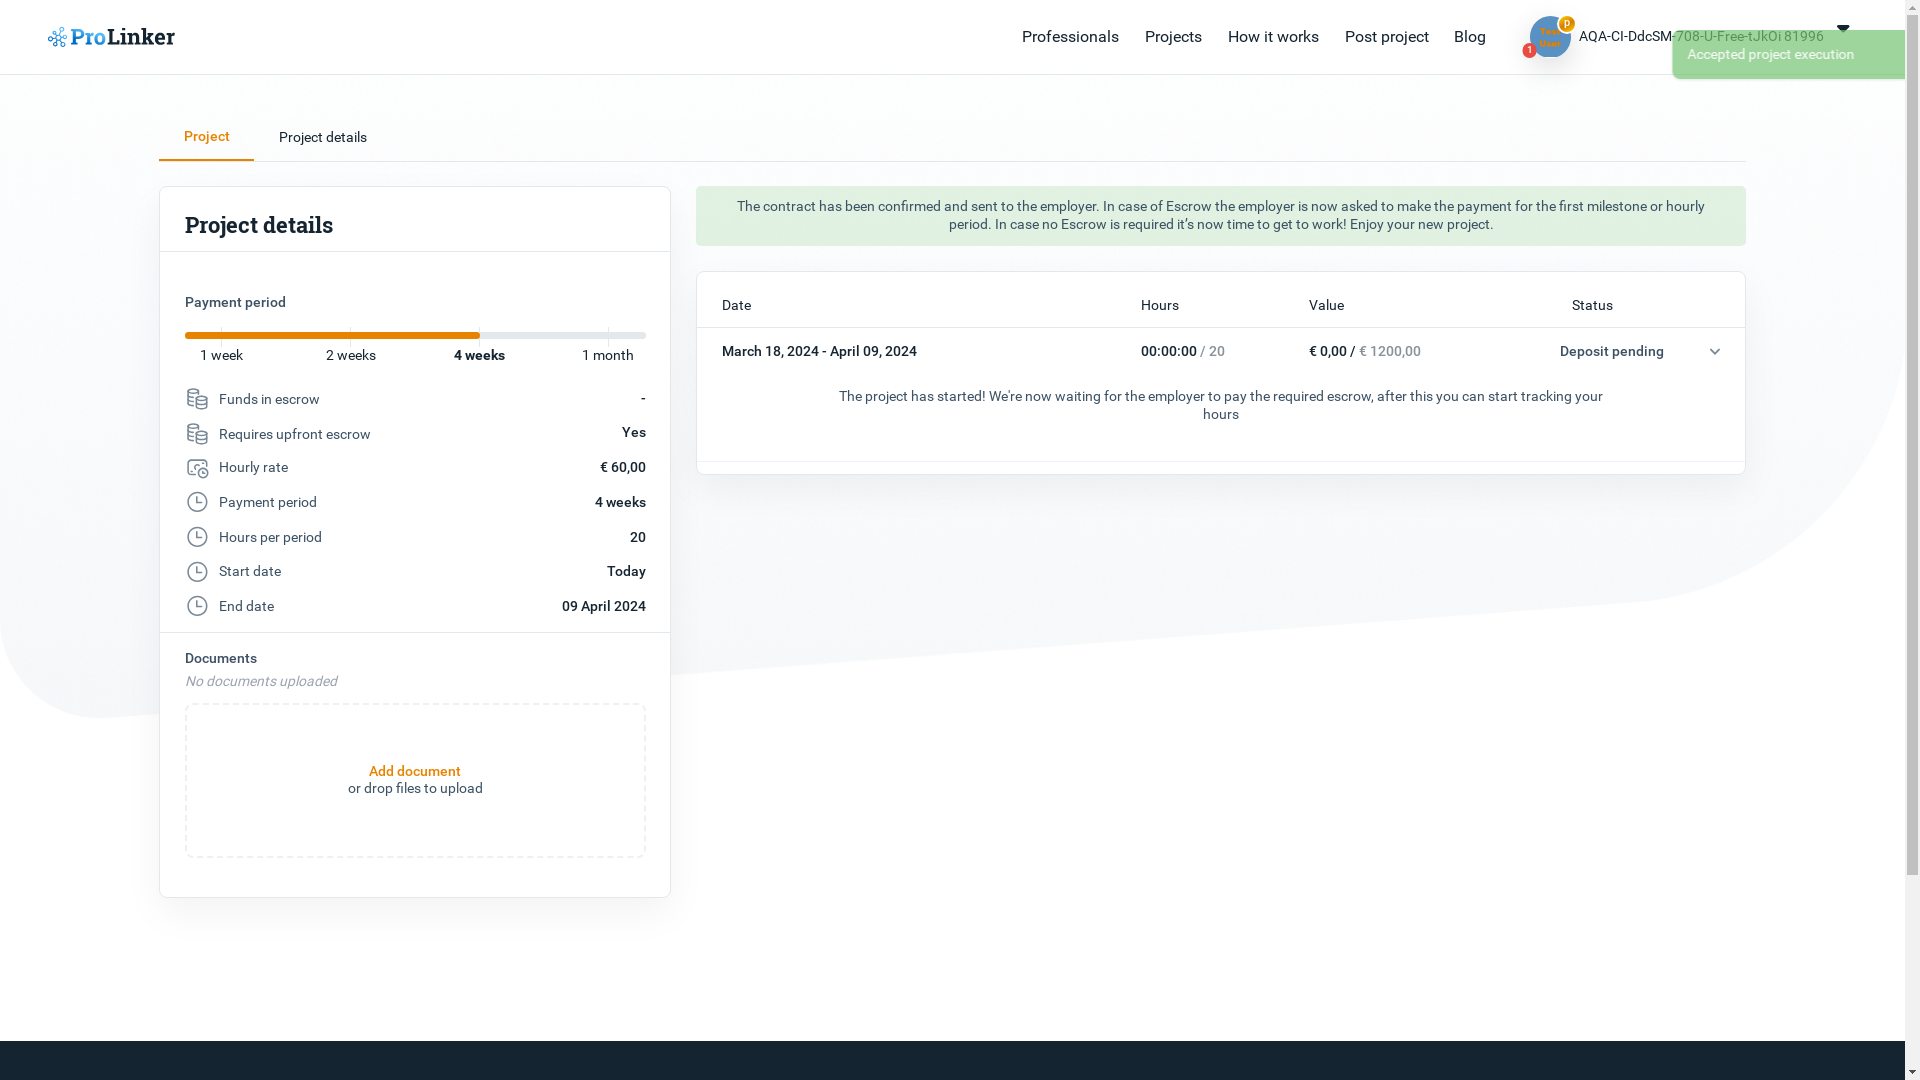 ProLinker
Professionals
Projects
How it works
Post project
Blog
p
1
AQA-CI-DdcSM-708-U-Free-tJkOi 81996
Accepted project execution
Project
Project details
Project details
Payment period
1 week
2 weeks
4 weeks
1 month
Funds in escrow -
Requires upfront escrow Yes
Hourly rate € 60,00
Payment period 4 weeks
Hours per period 20
Start date Today
End date 09 April 2024
Documents
No documents uploaded
Add document
or drop files to upload
The contract has been confirmed and sent to the employer. In case of Escrow the employer is now asked to make the payment for the first milestone or hourly
period. In case no Escrow is required it’s now time to get to work! Enjoy your new project.
Date Hours Value Status
March 18, 2024 - April 09, 2024 00:00:00 / 20 € 0,00 / € 1200,00 Deposit pending
The project has started! We're now waiting for the employer to pay the required escrow, after this you can start tracking your
hours